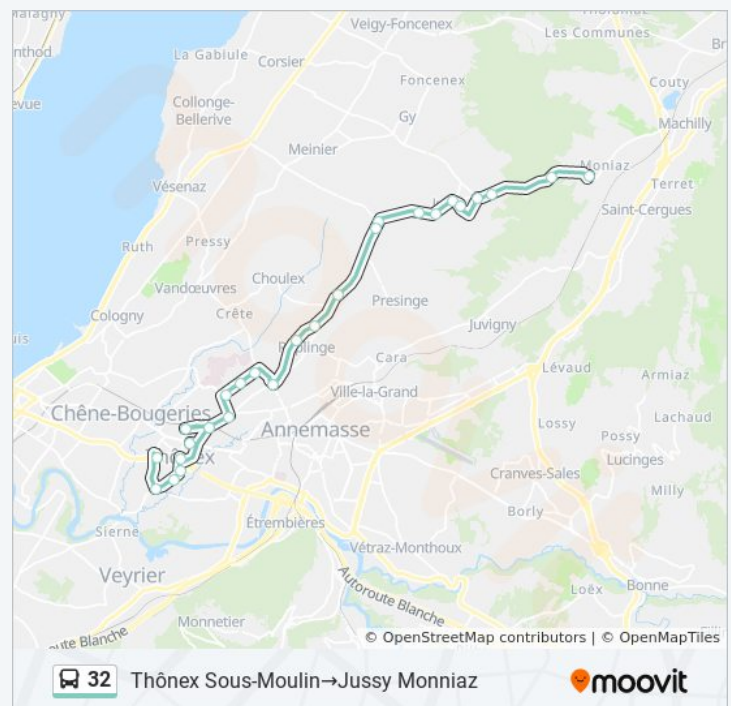 Malagny
Veigy-Foncenex
Les Communes
La Gabiule
Corsier
Foncenex
Couty
Collonge-
Bellerive
Gy
Machilly
Meinier
Moniaz
Vésenaz
Terret
Saint-Cergues
Ruth
Pressy
Choulex
Vandœuvres
Presinge
Cologny
Crête
Juvigny
Cara
Lévaud
Armiaz
Ville-la-Grand
Chêne-Bougeries
Lachaud
Annemasse
Lossy
Possy
Lucinges
Cranves-Sales
Milly
Borly
Étrembières
Sierne
Vétraz-Monthoux
Veyrier
Loëx
Bonne
Autoroute Blanche
Monnetier
oute Blanche
© OpenStreetMap contributors | © OpenMapTiles
32 Thônex Sous-Moulin→Jussy Monniaz
moovit